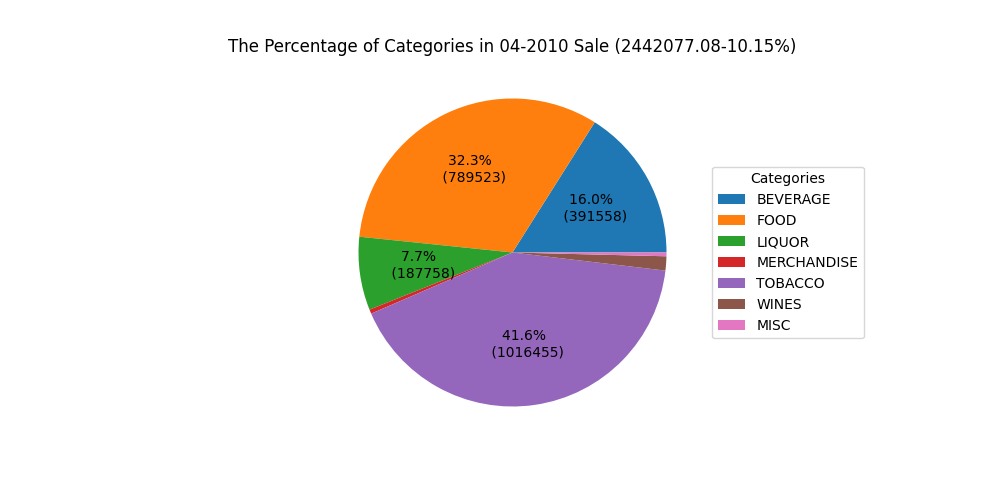 The Percentage of Categories in 04-2010 Sale (2442077.08-10.15%)
32.3%
(789523)
16.0%
(391558)
7.7%
(187758)
41.6%
(1016455)
Categories
BEVERAGE
FOOD
LIQUOR
MERCHANDISE
TOBACCO
WINES
MISC